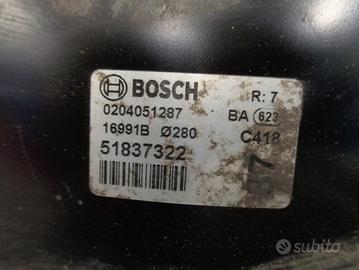 BOSCH R: 7
0204051287 BA 623
16991B Ø280 C418
51837322
subito